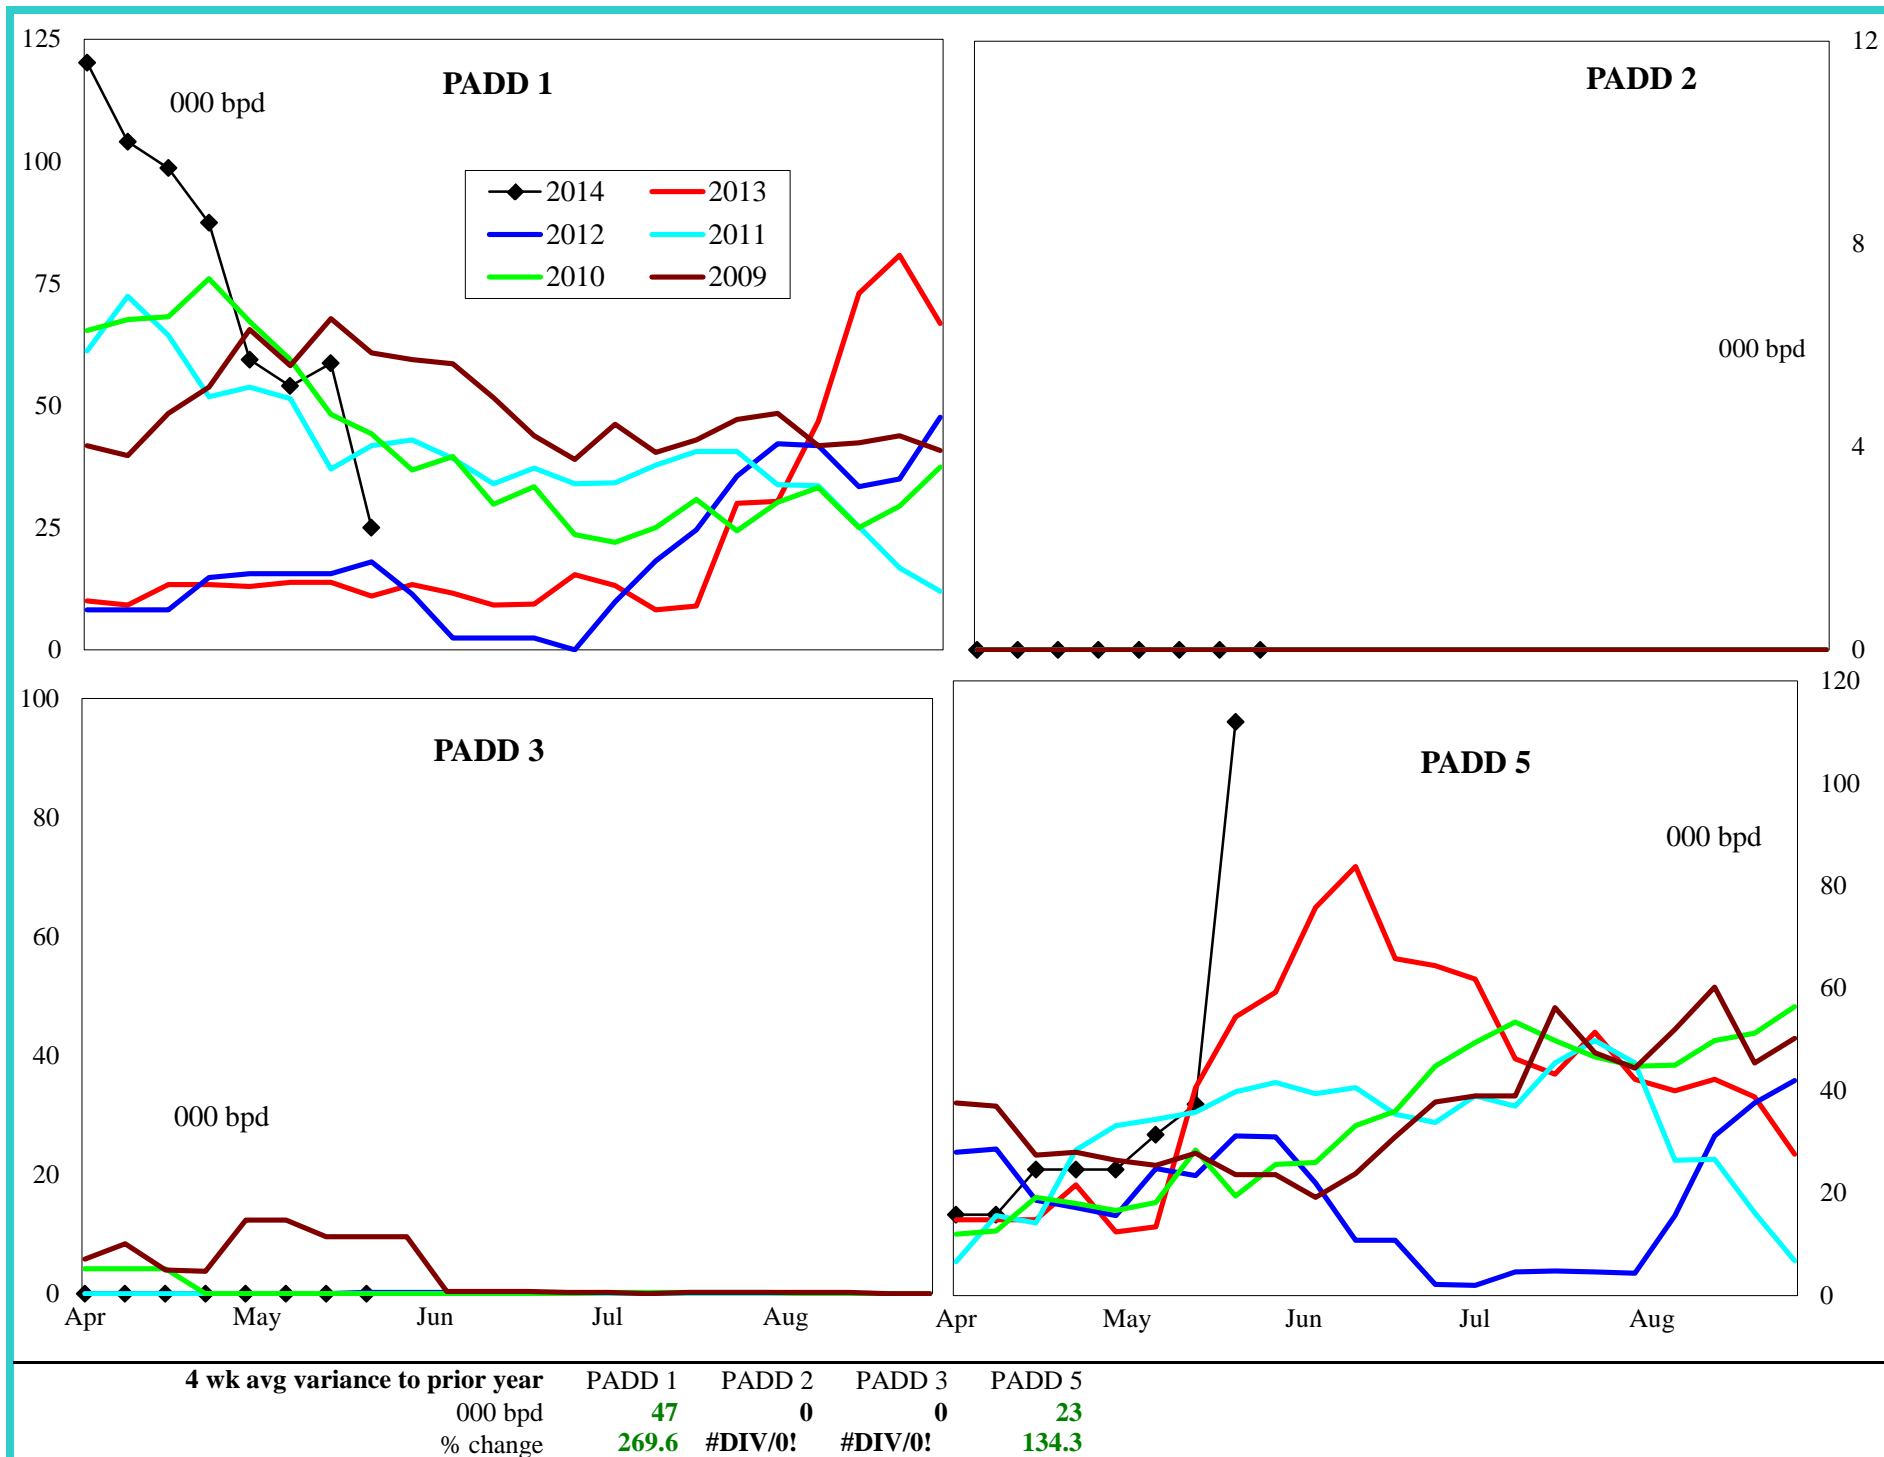 125
PADD 1
000 bpd
100
2014 2013
2012 2011
2010 2009
75
50
25
0
12
PADD 2
8
000 bpd
4
0
100
PADD 3
80
60
40
000 bpd
20
0
Apr May Jun Jul Aug
120
PADD 5
100
000 bpd
80
60
40
20
0
Apr May Jun Jul Aug
4 wk avg variance to prior year PADD 1 PADD 2 PADD 3 PADD 5
000 bpd 47 0 0 23
% change 269.6 #DIV/0! #DIV/0! 134.3